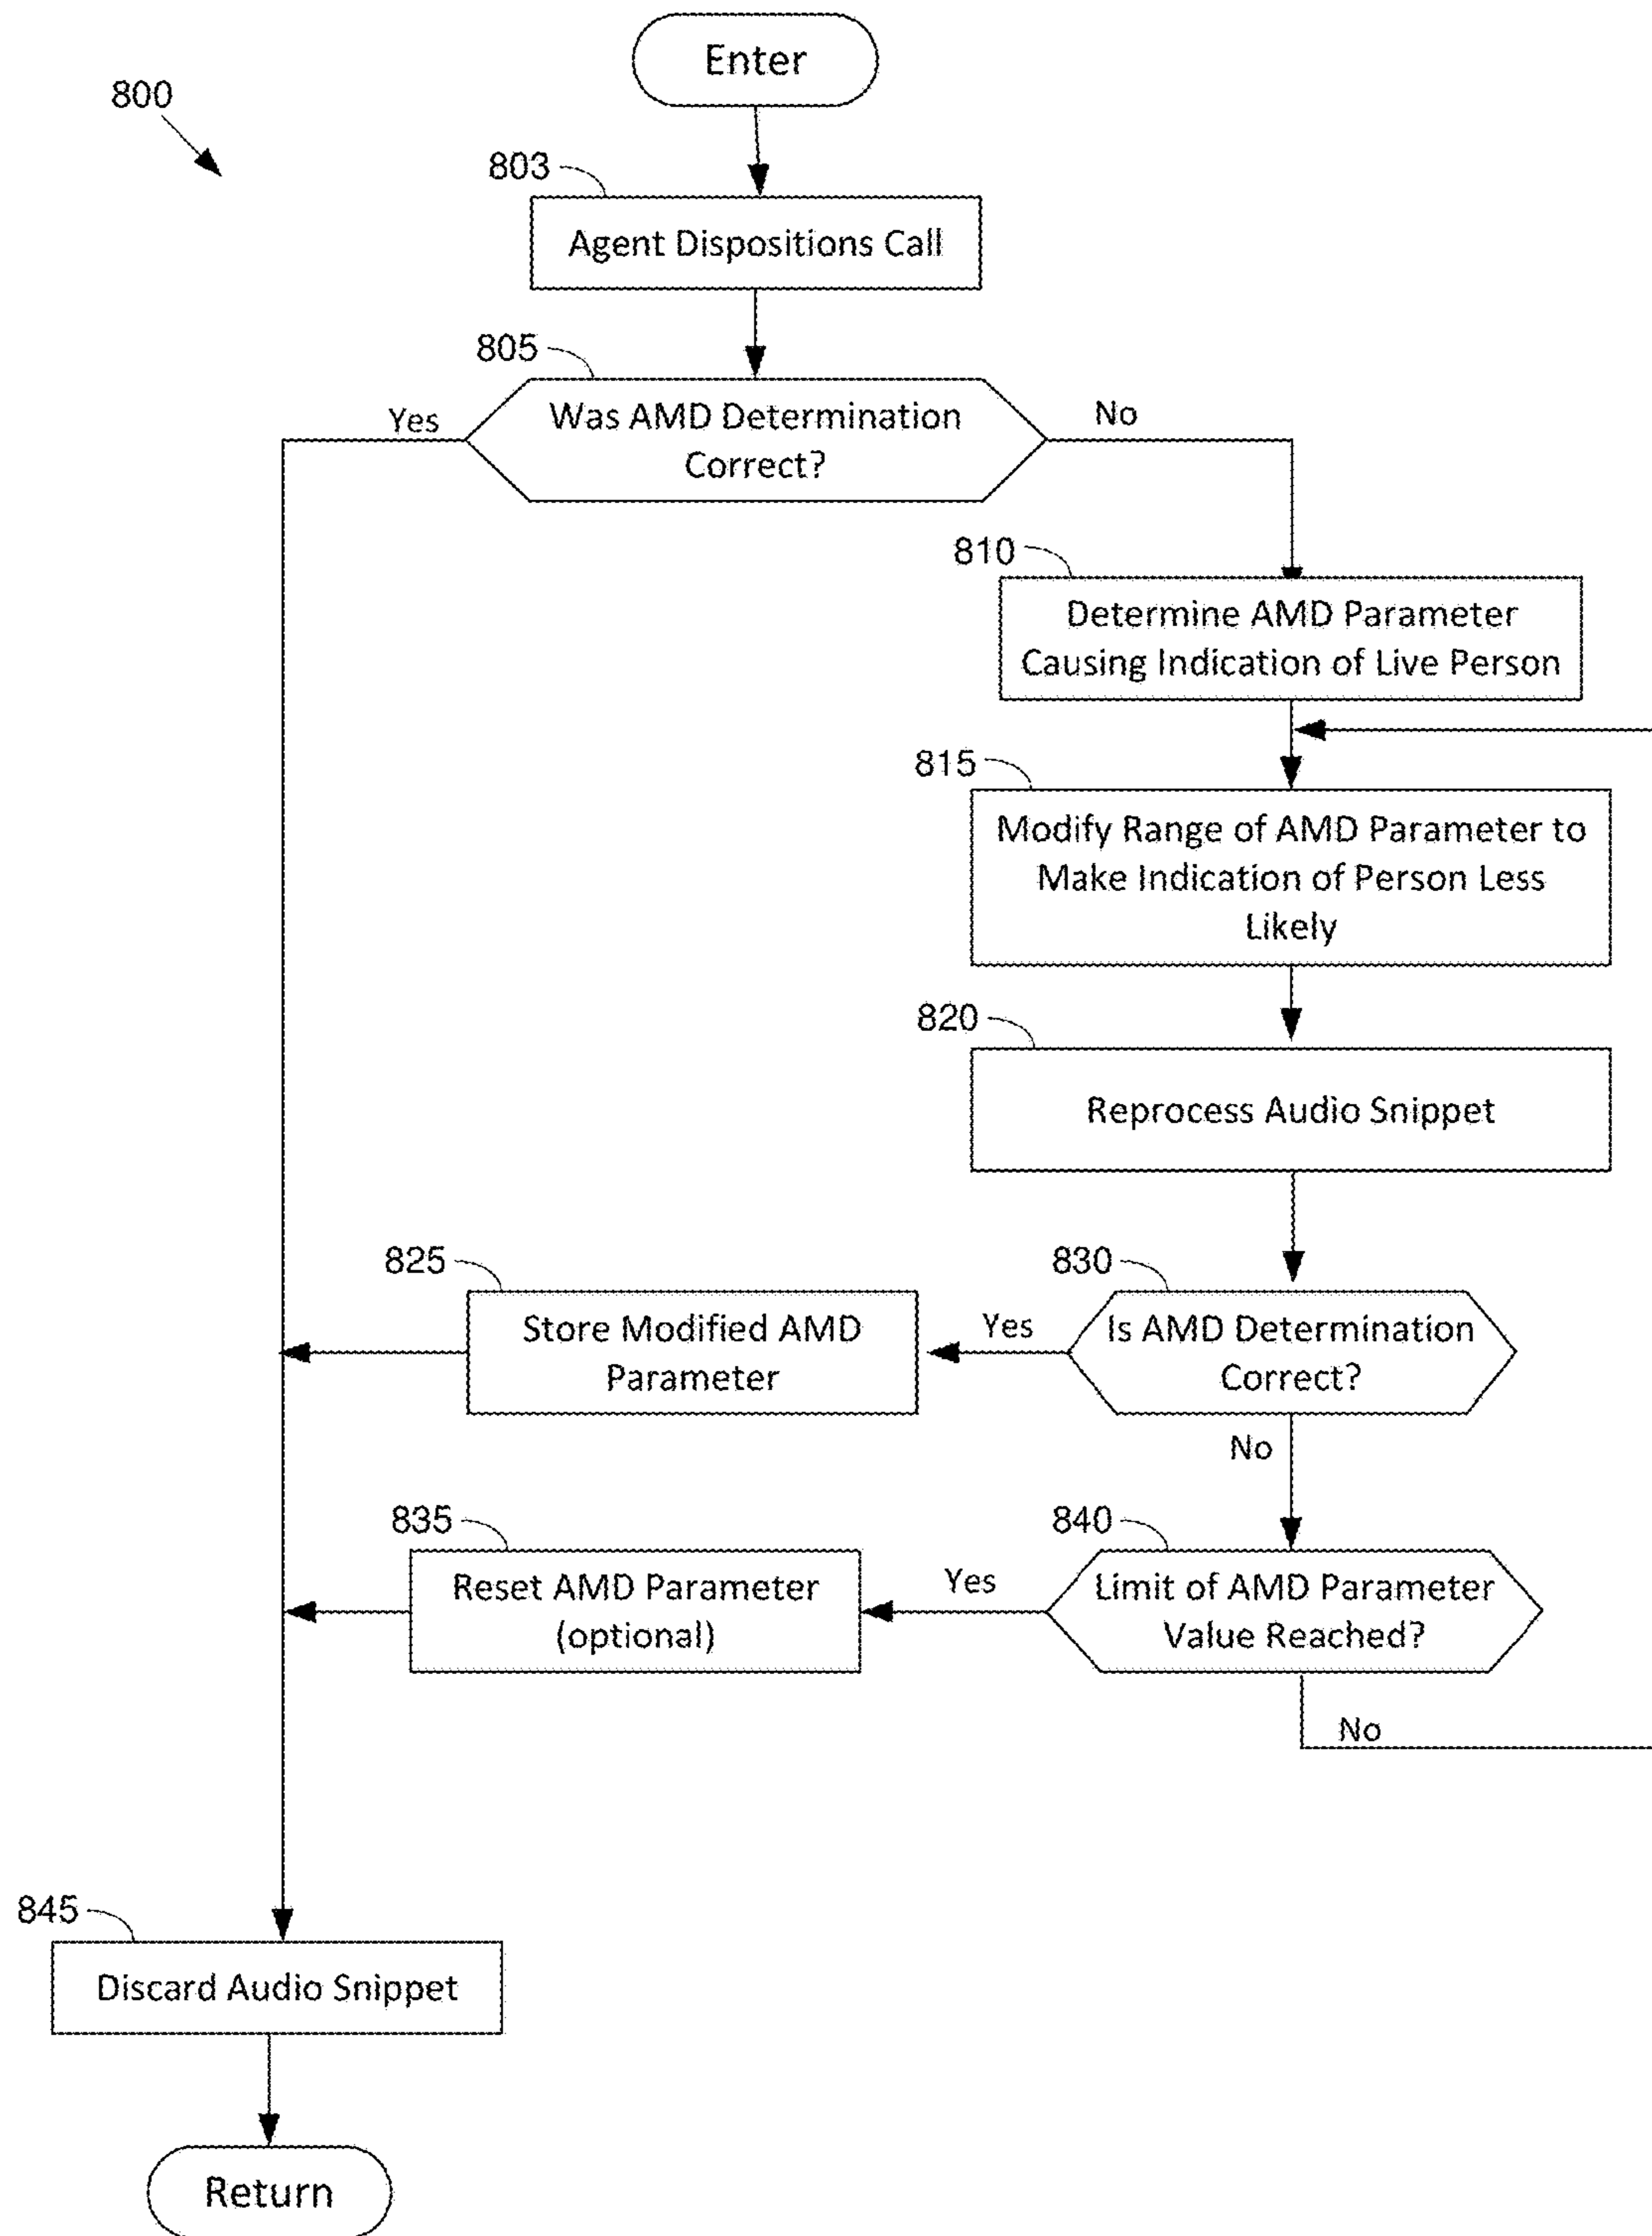 Enter
800
803
Agent Dispositions Call
805
Was AMD Determination
Correct?
Yes
No
810
Determine AMD Parameter
Causing Indication of Live Person
815
Modify Range of AMD Parameter to
Make Indication of Person Less
Likely
820
Reprocess Audio Snippet
825
Store Modified AMD
Parameter
Yes
830
Is AMD Determination
Correct?
No
835
Reset AMD Parameter
(optional)
Yes
840
Limit of AMD Parameter
Value Reached?
No
845
Discard Audio Snippet
Return